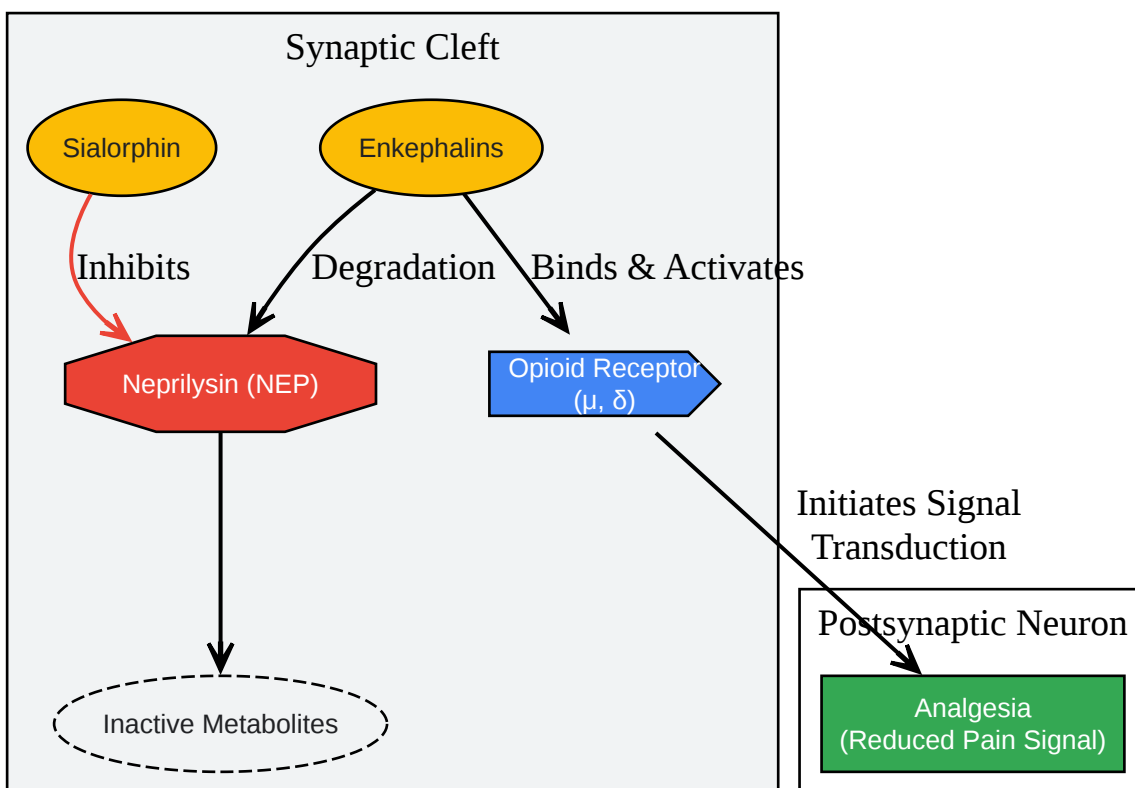 Synaptic Cleft
Sialorphin
Enkephalins
Inhibits
Degradation
Binds & Activates
Neprilysin (NEP)
Opioid Receptor
(μ, δ)
Initiates Signal
Transduction
Postsynaptic Neuron
Inactive Metabolites
Analgesia
(Reduced Pain Signal)